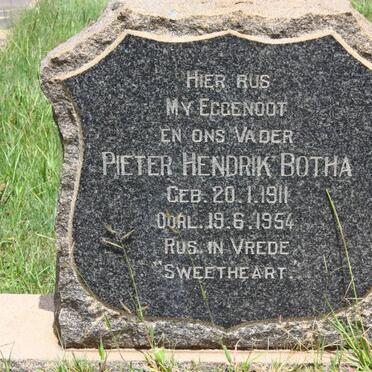 HIER RUS
MY EGGENOOT
EN ONS VADER
PIETER HENDRIK BOTHA
GEB. 20.1.1911
OORL. 19.6.1954
RUS IN VREDE
"SWEETHEART."